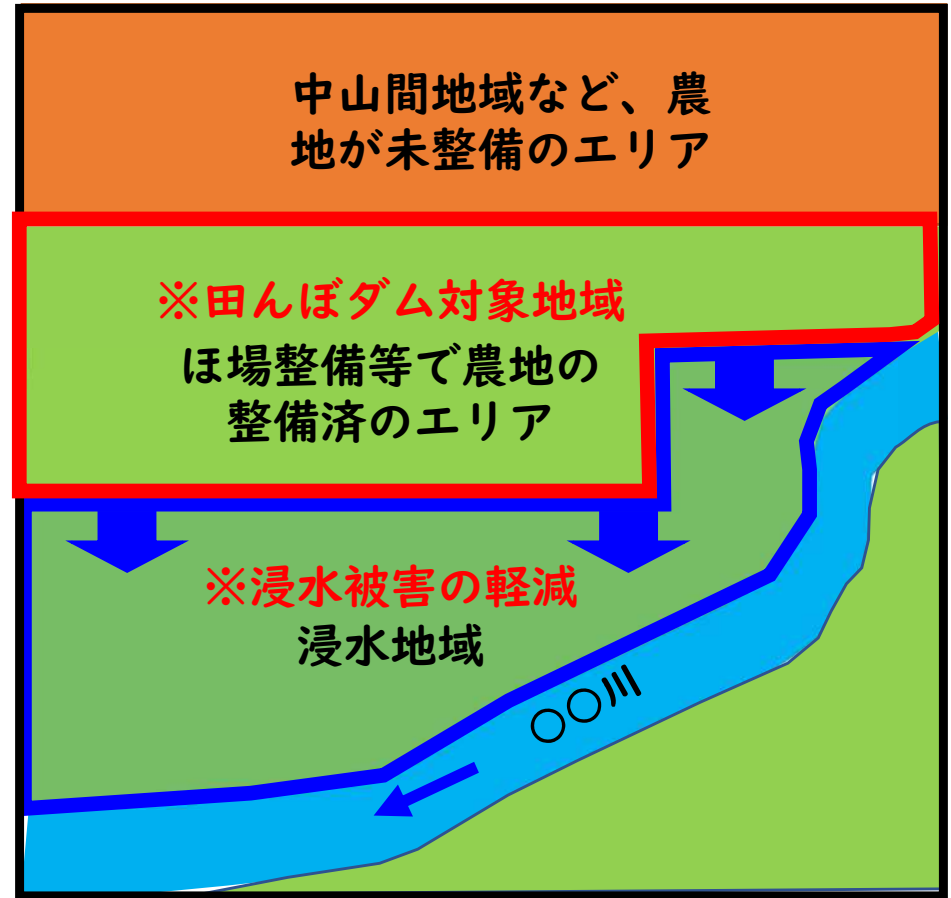 中山間地域など、農
地が未整備のエリア
※田んぼダム対象地域
ほ場整備等で農地の
整備済のエリア
※浸水被害の軽減
浸水地域
○○川